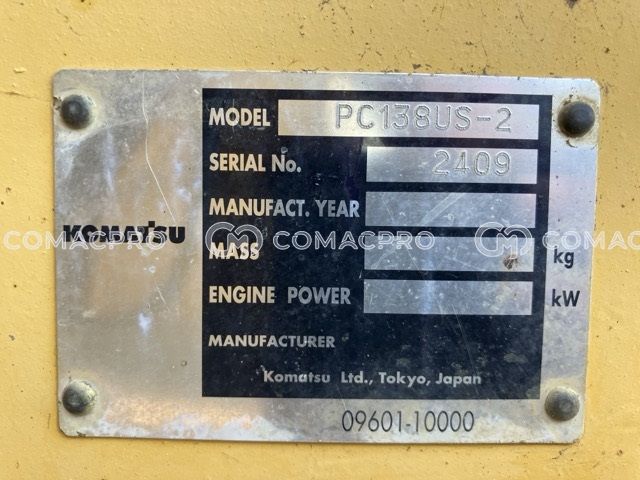 MODEL PC138US-2
SERIAL No. 2409
MANUFACT. YEAR
KOMATSU
COMACPRO COMACPRO COMACPRO
MASS kg
ENGINE POWER kW
MANUFACTURER
Komatsu Ltd., Tokyo, Japan
09601-10000